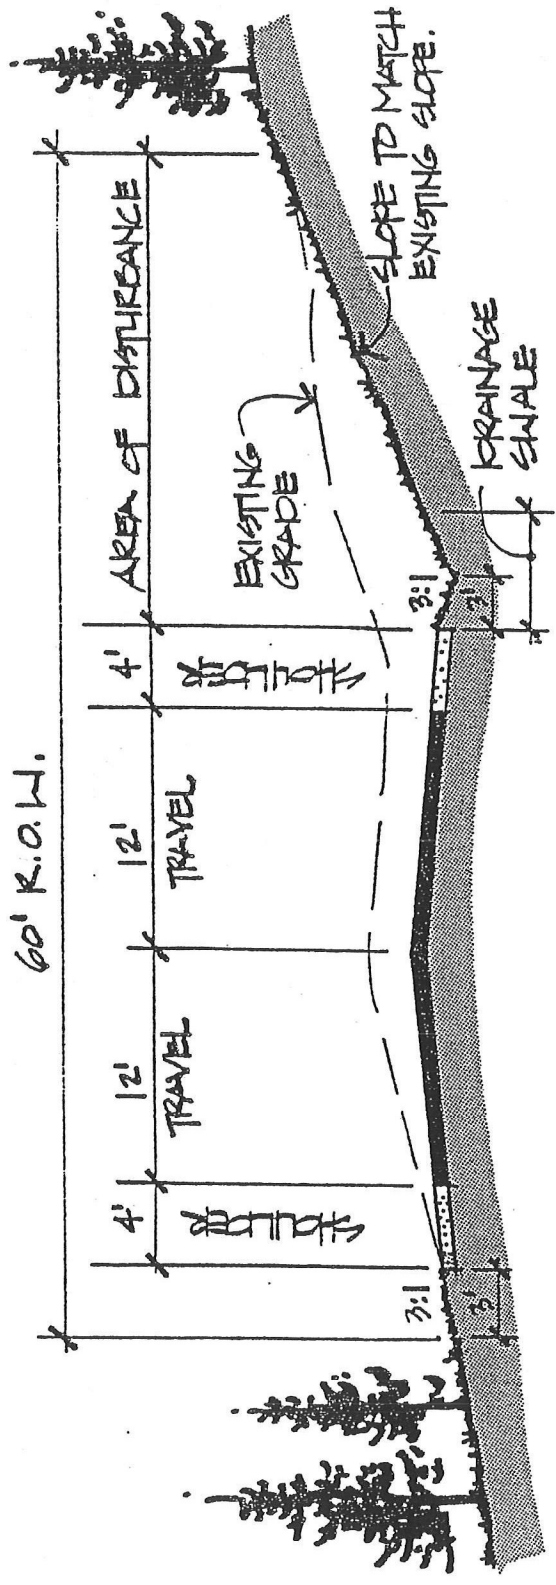 60' R.O.W.
4'
12'
12'
4'
AREA OF DISTURBANCE
SHOULDER
TRAVEL
TRAVEL
SHOULDER
EXISTING
GRADE
3:1
3'
3:1
3'
SLOPE TO MATCH
EXISTING SLOPE.
DRAINAGE
SWALE